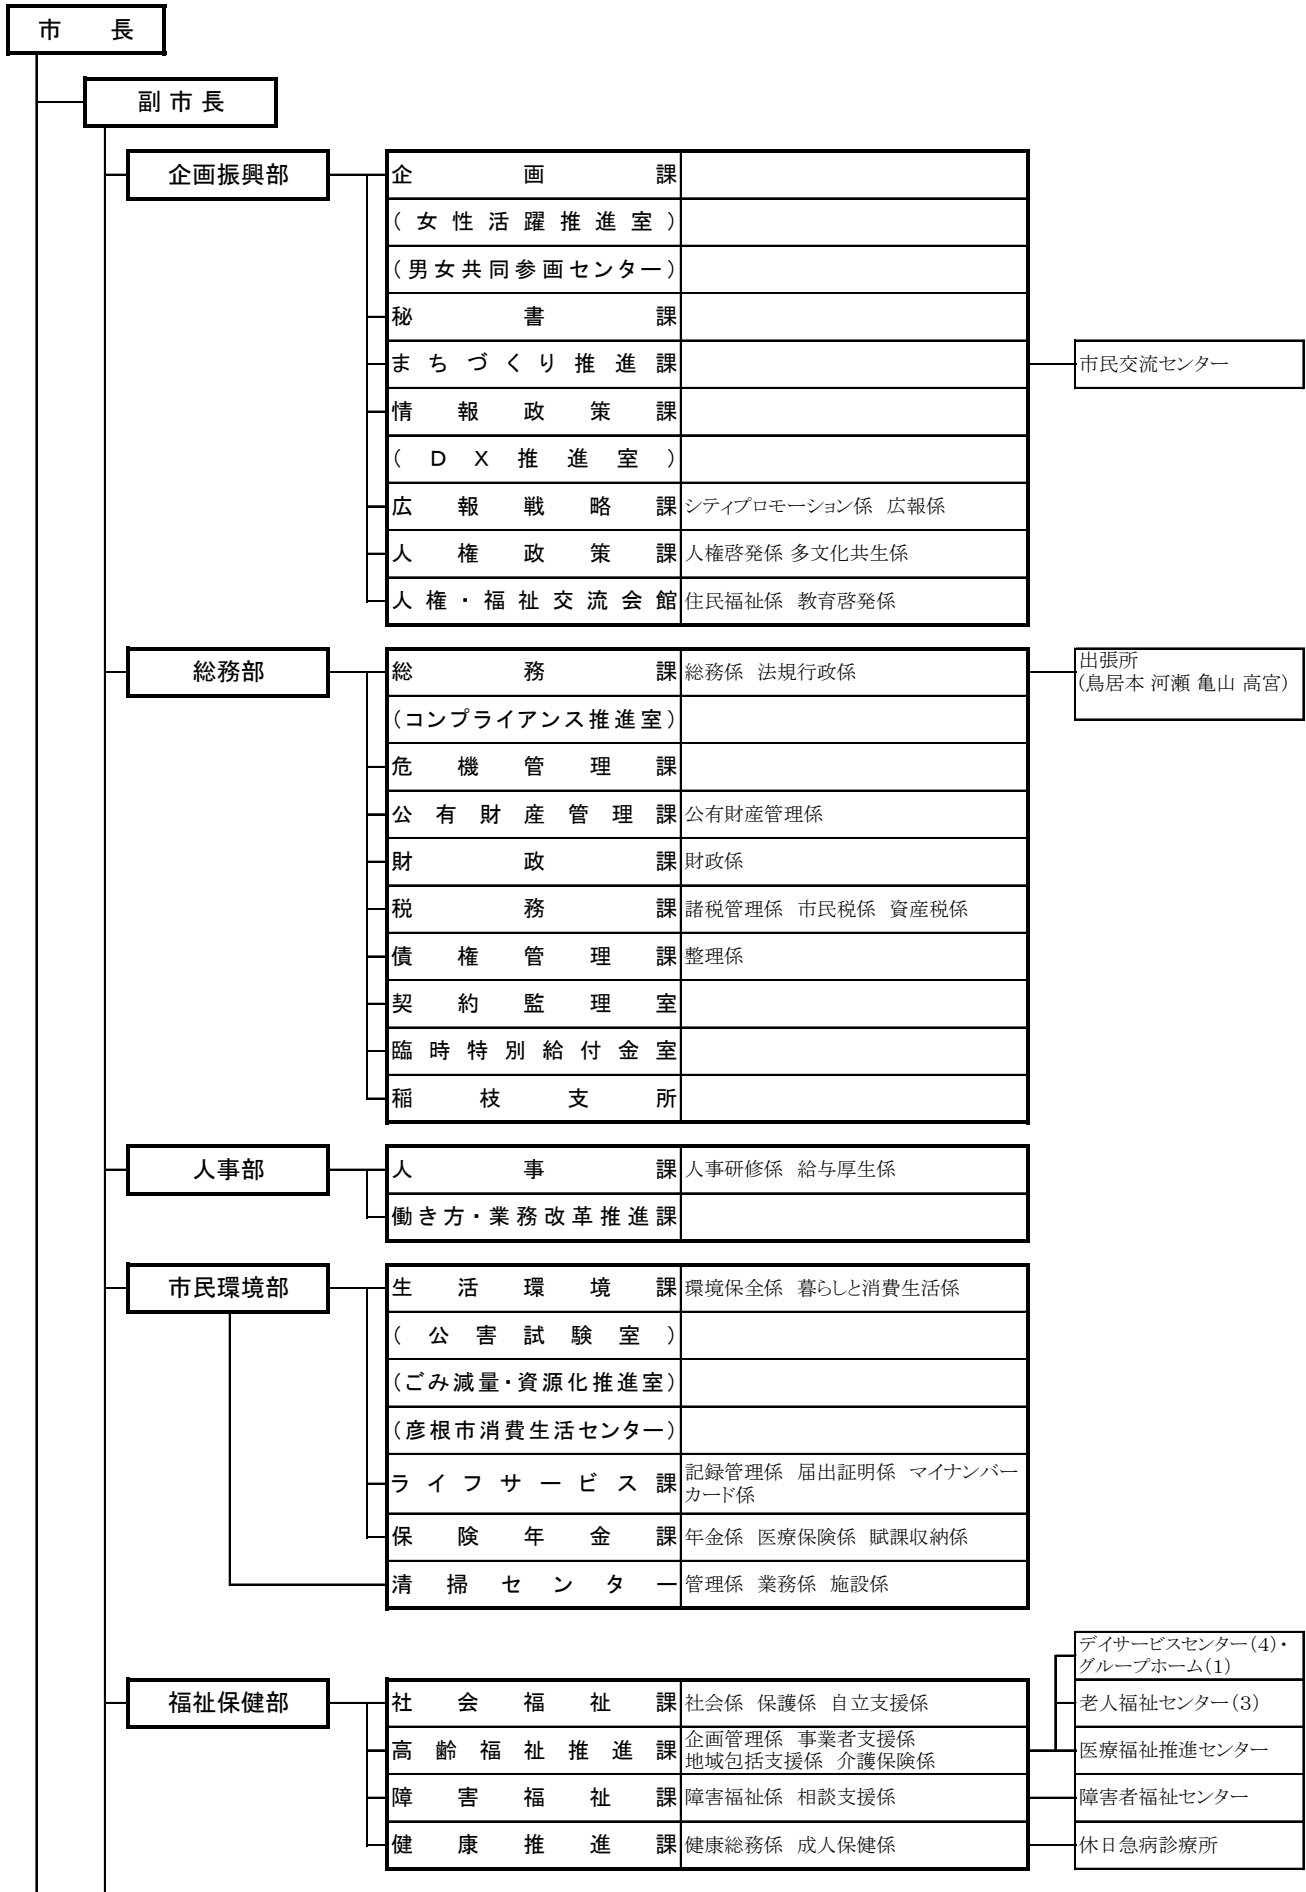 市長
副市長
企画振興部
企画課
(女性活躍推進室)
(男女共同参画センター)
秘書課
まちづくり推進課
市民交流センター
情報政策課
(DX推進室)
広報戦略課 シティプロモーション係 広報係
人権政策課 人権啓発係 多文化共生係
人権・福祉交流会館 住民福祉係 教育啓発係
総務部
総務課 総務係 法規行政係
出張所
(鳥居本 河瀬 亀山 高宮)
(コンプライアンス推進室)
危機管理課
公有財産管理課 公有財産管理係
財政課 財政係
税務課 諸税管理係 市民税係 資産税係
債権管理課 整理係
契約監理室
臨時特別給付金室
稲枝支所
人事部
人事課 人事研修係 給与厚生係
働き方・業務改革推進課
市民環境部
生活環境課 環境保全係 暮らしと消費生活係
(公害試験室)
(ごみ減量・資源化推進室)
(彦根市消費生活センター)
ライフサービス課 記録管理係 届出証明係 マイナンバー
カード係
保険年金課 年金係 医療保険係 賦課収納係
清掃センター 管理係 業務係 施設係
デイサービスセンター(4)・
グループホーム(1)
福祉保健部
社会福祉課 社会係 保護係 自立支援係
老人福祉センター(3)
高齢福祉推進課 企画管理係 事業者支援係
地域包括支援係 介護保険係
医療福祉推進センター
障害福祉課 障害福祉係 相談支援係
障害者福祉センター
健康推進課 健康総務係 成人保健係
休日急病診療所